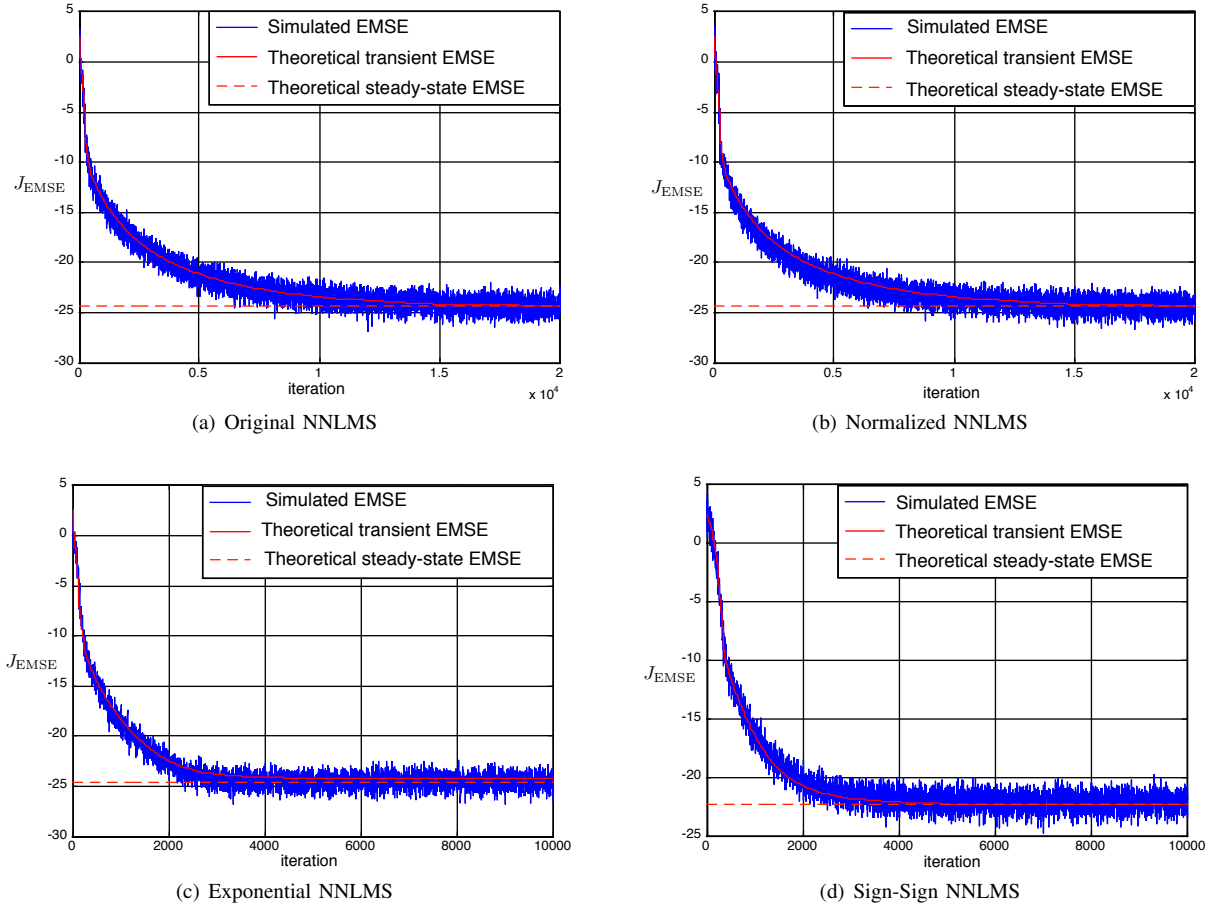 5
0
-5
-10
-15
-20
-25
-30
J_EMSE
0
0.5
1
1.5
2
x 10^4
iteration
Simulated EMSE
Theoretical transient EMSE
Theoretical steady-state EMSE
(a) Original NNLMS
5
0
-5
-10
-15
-20
-25
-30
J_EMSE
0
0.5
1
1.5
2
x 10^4
iteration
Simulated EMSE
Theoretical transient EMSE
Theoretical steady-state EMSE
(b) Normalized NNLMS
5
0
-5
-10
-15
-20
-25
-30
J_EMSE
0
2000
4000
6000
8000
10000
iteration
Simulated EMSE
Theoretical transient EMSE
Theoretical steady-state EMSE
(c) Exponential NNLMS
5
0
-5
-10
-15
-20
-25
J_EMSE
0
2000
4000
6000
8000
10000
iteration
Simulated EMSE
Theoretical transient EMSE
Theoretical steady-state EMSE
(d) Sign-Sign NNLMS